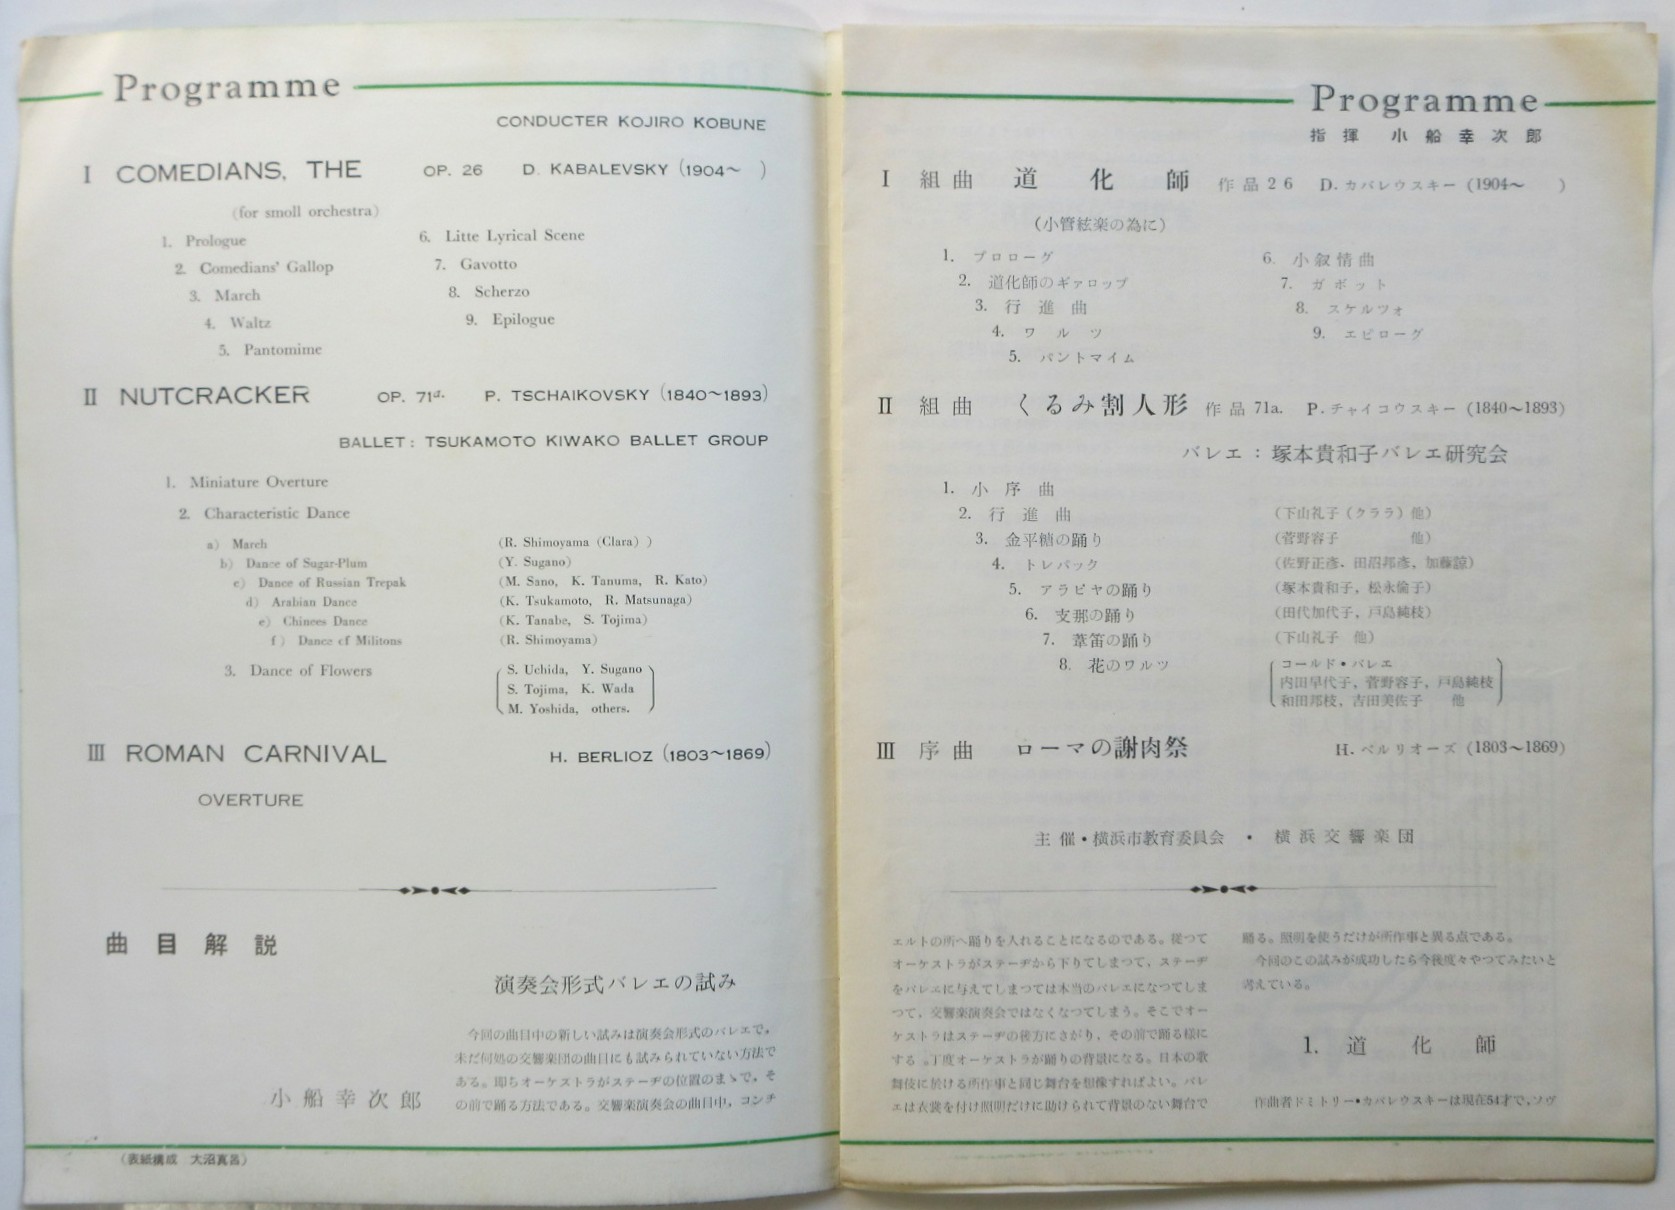 Programme
CONDUCTER KOJIRO KOBUNE
I COMEDIANS, THE OP. 26 D. KABALEVSKY (1904～ )
(for smoll orchestra)
1. Prologue
2. Comedians' Gallop
3. March
4. Waltz
5. Pantomime
6. Litte Lyrical Scene
7. Gavotto
8. Scherzo
9. Epilogue
II NUTCRACKER OP. 71a. P. TSCHAIKOVSKY (1840～1893)
BALLET: TSUKAMOTO KIWAKO BALLET GROUP
1. Miniature Overture
2. Characteristic Dance
a) March (R. Shimoyama (Clara) )
b) Dance of Sugar-Plum (Y. Sugano)
c) Dance of Russian Trepak (M. Sano, K. Tanuma, R. Kato)
d) Arabian Dance (K. Tsukamoto, R. Matsunaga)
e) Chinees Dance (K. Tanabe, S. Tojima)
f) Dance cf Militons (R. Shimoyama)
3. Dance of Flowers
(S. Uchida, Y. Sugano
S. Tojima, K. Wada
M. Yoshida, others.)
III ROMAN CARNIVAL H. BERLIOZ (1803～1869)
OVERTURE
曲目解説
演奏会形式バレエの試み
小船幸次郎
今回の曲目中の新しい試みは演奏会形式のバレエで，
未だ何処の交響楽団の曲目にも試みられていない方法で
ある。即ちオーケストラがステーヂの位置のまゝで，そ
の前で踊る方法である。交響楽演奏会の曲目中，コンチ
(表紙構成 大沼真呂)
Programme
指揮 小船幸次郎
I 組曲 道化師 作品26 D. カバレウスキー (1904～ )
(小管絃楽の為に)
1. プロローグ
2. 道化師のギァロップ
3. 行進曲
4. ワルツ
5. パントマイム
6. 小叙情曲
7. ガボット
8. スケルツォ
9. エピローグ
II 組曲 くるみ割人形 作品71a. P.チャイコウスキー (1840～1893)
バレエ：塚本貴和子バレエ研究会
1. 小序曲
2. 行進曲 (下山礼子(クララ)他)
3. 金平糖の踊り (菅野容子 他)
4. トレパック (佐野正彦．田沼邦彦，加藤諒)
5. アラビヤの踊り (塚本貴和子，松永倫子)
6. 支那の踊り (田代加代子，戸島純枝)
7. 葦笛の踊り (下山礼子 他)
8. 花のワルツ
(コールド・バレエ
内田早代子，菅野容子，戸島純枝
和田邦枝，吉田美佐子 他)
III 序曲 ローマの謝肉祭 H. ベルリオーズ (1803～1869)
主催・横浜市教育委員会 ・ 横浜交響楽団
エルトの所へ踊りを入れることになるのである。従つて
オーケストラがステーヂから下りてしまつて，ステーヂ
をバレエに与えてしまつては本当のバレエになつてしま
つて，交響楽演奏会ではなくなつてしまう。そこでオー
ケストラはステーヂの後方にさがり，その前で踊る様に
する。丁度オーケストラが踊りの背景になる。日本の歌
舞伎に於ける所作事と同じ舞台を想像すればよい。バレ
エは衣裳を付け照明だけに助けられて背景のない舞台で
踊る。照明を使うだけが所作事と異る点である。
今回のこの試みが成功したら今後度々やつてみたいと
考えている。
1. 道化師
作曲者ドミトリー・カバレウスキーは現在54才で，ソヴ